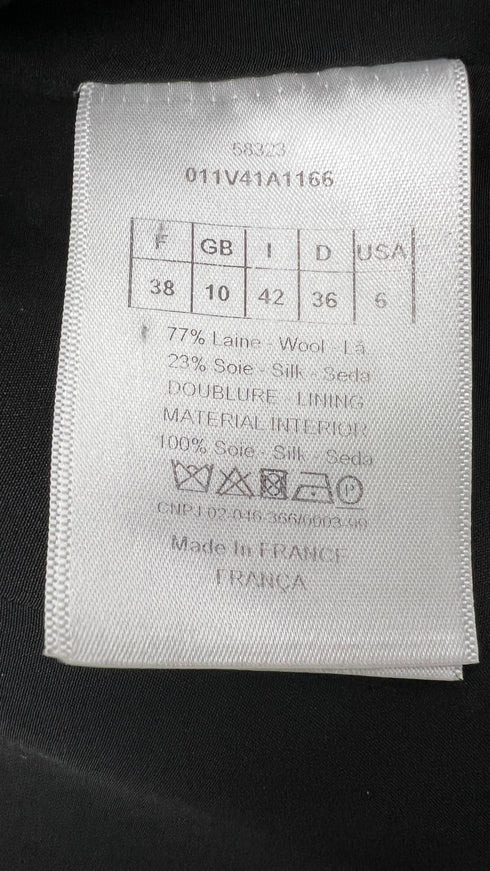 58323
011V41A1166
F GB I D USA
38 10 42 36 6
77% Laine - Wool - Lã
23% Soie - Silk - Seda
DOUBLURE - LINING
MATERIAL INTERIOR
100% Soie - Silk - Seda
P
CNPJ 02-046-366/0003-90
Made In FRANCE
FRANÇA